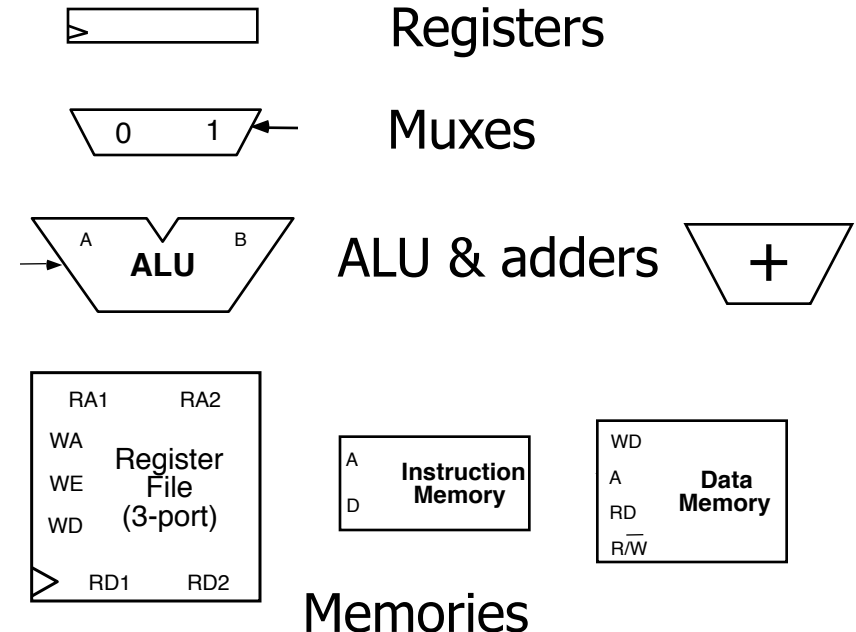 Registers
0 1
Muxes
A B
ALU
ALU & adders
+
RA1 RA2
WA
WE
WD
Register
File
(3-port)
RD1 RD2
A
D
Instruction
Memory
WD
A
RD
R/W̅
Data
Memory
Memories